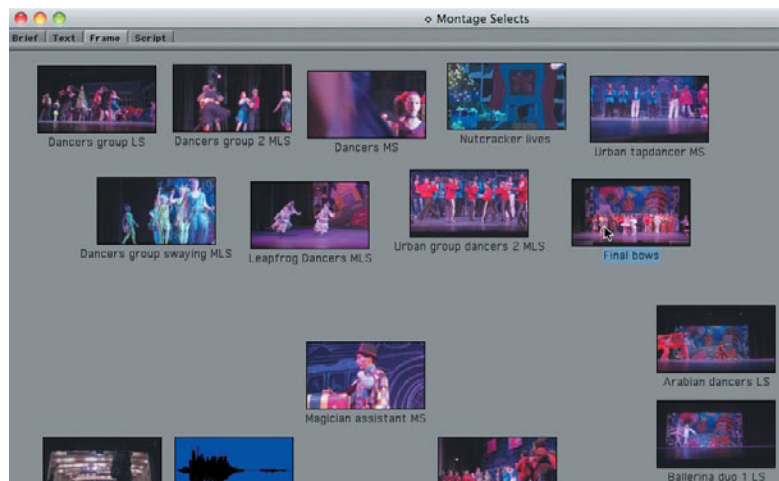 Montage Selects
Brief Text Frame Script
Dancers group LS
Dancers group 2 MLS
Dancers MS
Nutcracker lives
Urban tapdancer MS
Dancers group swaying MLS
Leapfrog Dancers MLS
Urban group dancers 2 MLS
Final bows
Magician assistant MS
Arabian dancers LS
Ballerina duo 1 LS